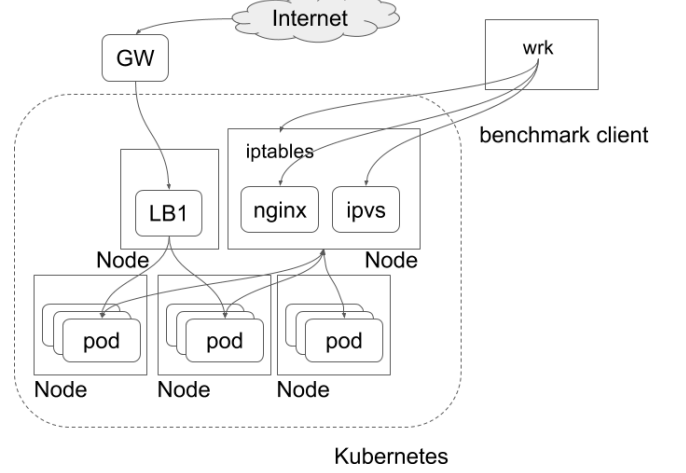 Internet
GW
wrk
benchmark client
iptables
nginx
ipvs
LB1
Node
Node
pod
pod
pod
Node
Node
Node
Kubernetes